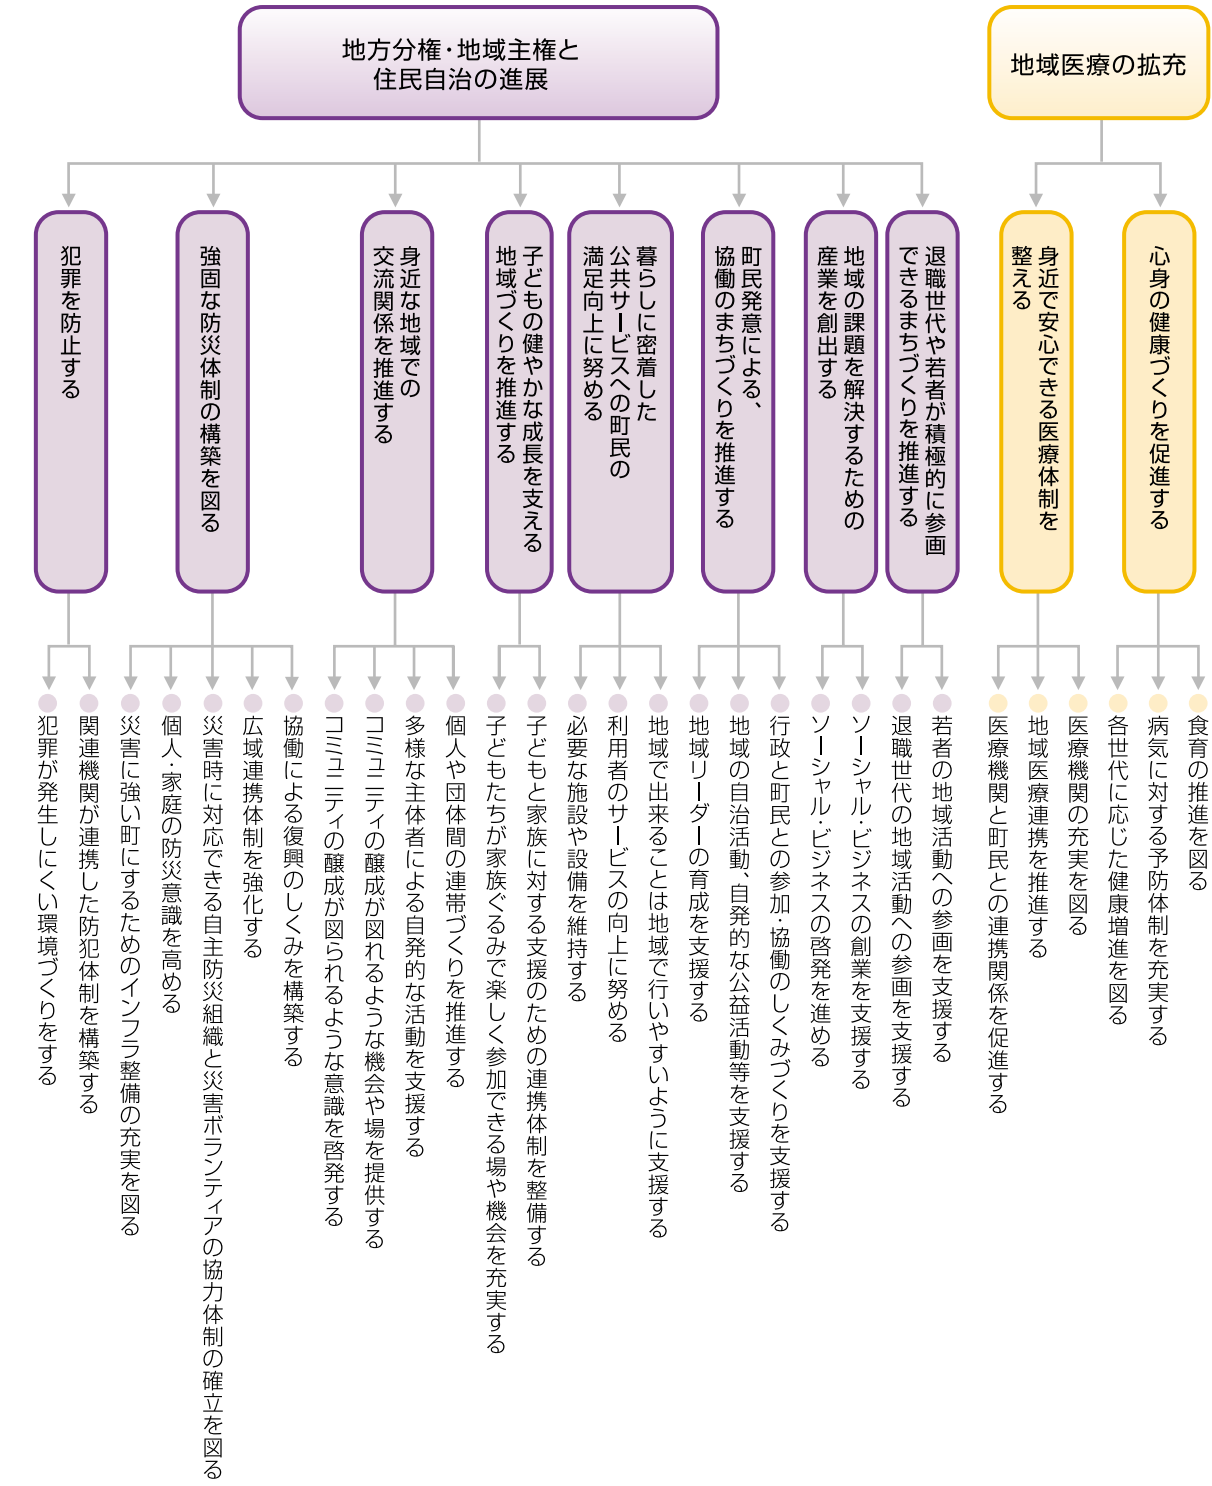 地方分権・地域主権と
住民自治の進展
地域医療の拡充
心身の健康づくりを促進する
身近で安心できる医療体制を
整える
退職世代や若者が積極的に参画
できるまちづくりを推進する
地域の課題を解決するための
産業を創出する
町民発意による、
協働のまちづくりを推進する
暮らしに密着した
公共サービスへの町民の
満足向上に努める
子どもの健やかな成長を支える
地域づくりを推進する
身近な地域での
交流関係を推進する
強固な防災体制の構築を図る
犯罪を防止する
食育の推進を図る
病気に対する予防体制を充実する
各世代に応じた健康増進を図る
医療機関の充実を図る
地域医療連携を推進する
医療機関と町民との連携関係を促進する
若者の地域活動への参画を支援する
退職世代の地域活動への参画を支援する
ソーシャル・ビジネスの創業を支援する
ソーシャル・ビジネスの啓発を進める
行政と町民との参加・協働のしくみづくりを支援する
地域の自治活動、自発的な公益活動等を支援する
地域リーダーの育成を支援する
地域で出来ることは地域で行いやすいように支援する
利用者のサービスの向上に努める
必要な施設や設備を維持する
子どもと家族に対する支援のための連携体制を整備する
子どもたちが家族ぐるみで楽しく参加できる場や機会を充実する
個人や団体間の連帯づくりを推進する
多様な主体者による自発的な活動を支援する
コミュニティの醸成が図れるような機会や場を提供する
コミュニティの醸成が図られるような意識を啓発する
協働による復興のしくみを構築する
広域連携体制を強化する
災害時に対応できる自主防災組織と災害ボランティアの協力体制の確立を図る
個人・家庭の防災意識を高める
災害に強い町にするためのインフラ整備の充実を図る
関連機関が連携した防犯体制を構築する
犯罪が発生しにくい環境づくりをする